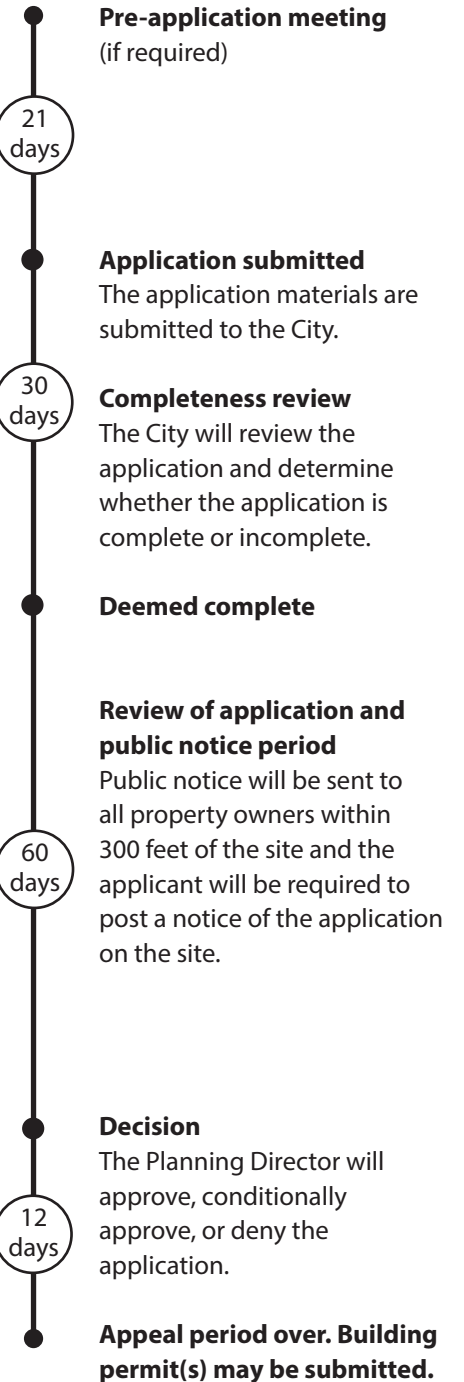 Pre-application meeting
(if required)
21
days
Application submitted
The application materials are
submitted to the City.
30
days
Completeness review
The City will review the
application and determine
whether the application is
complete or incomplete.
Deemed complete
Review of application and
public notice period
Public notice will be sent to
all property owners within
300 feet of the site and the
applicant will be required to
post a notice of the application
on the site.
60
days
Decision
The Planning Director will
approve, conditionally
approve, or deny the
application.
12
days
Appeal period over. Building
permit(s) may be submitted.